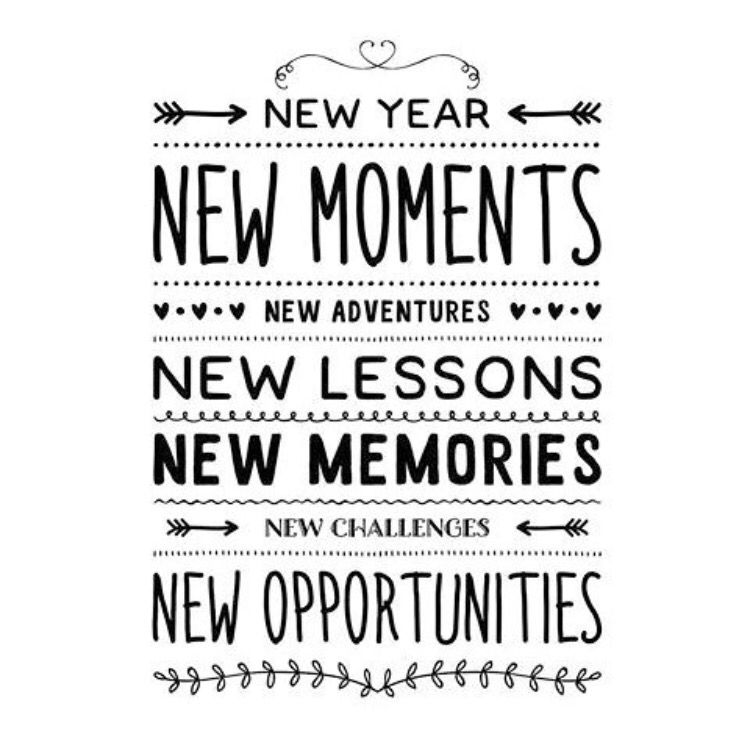 NEW YEAR
NEW MOMENTS
NEW ADVENTURES
NEW LESSONS
NEW MEMORIES
NEW CHALLENGES
NEW OPPORTUNITIES